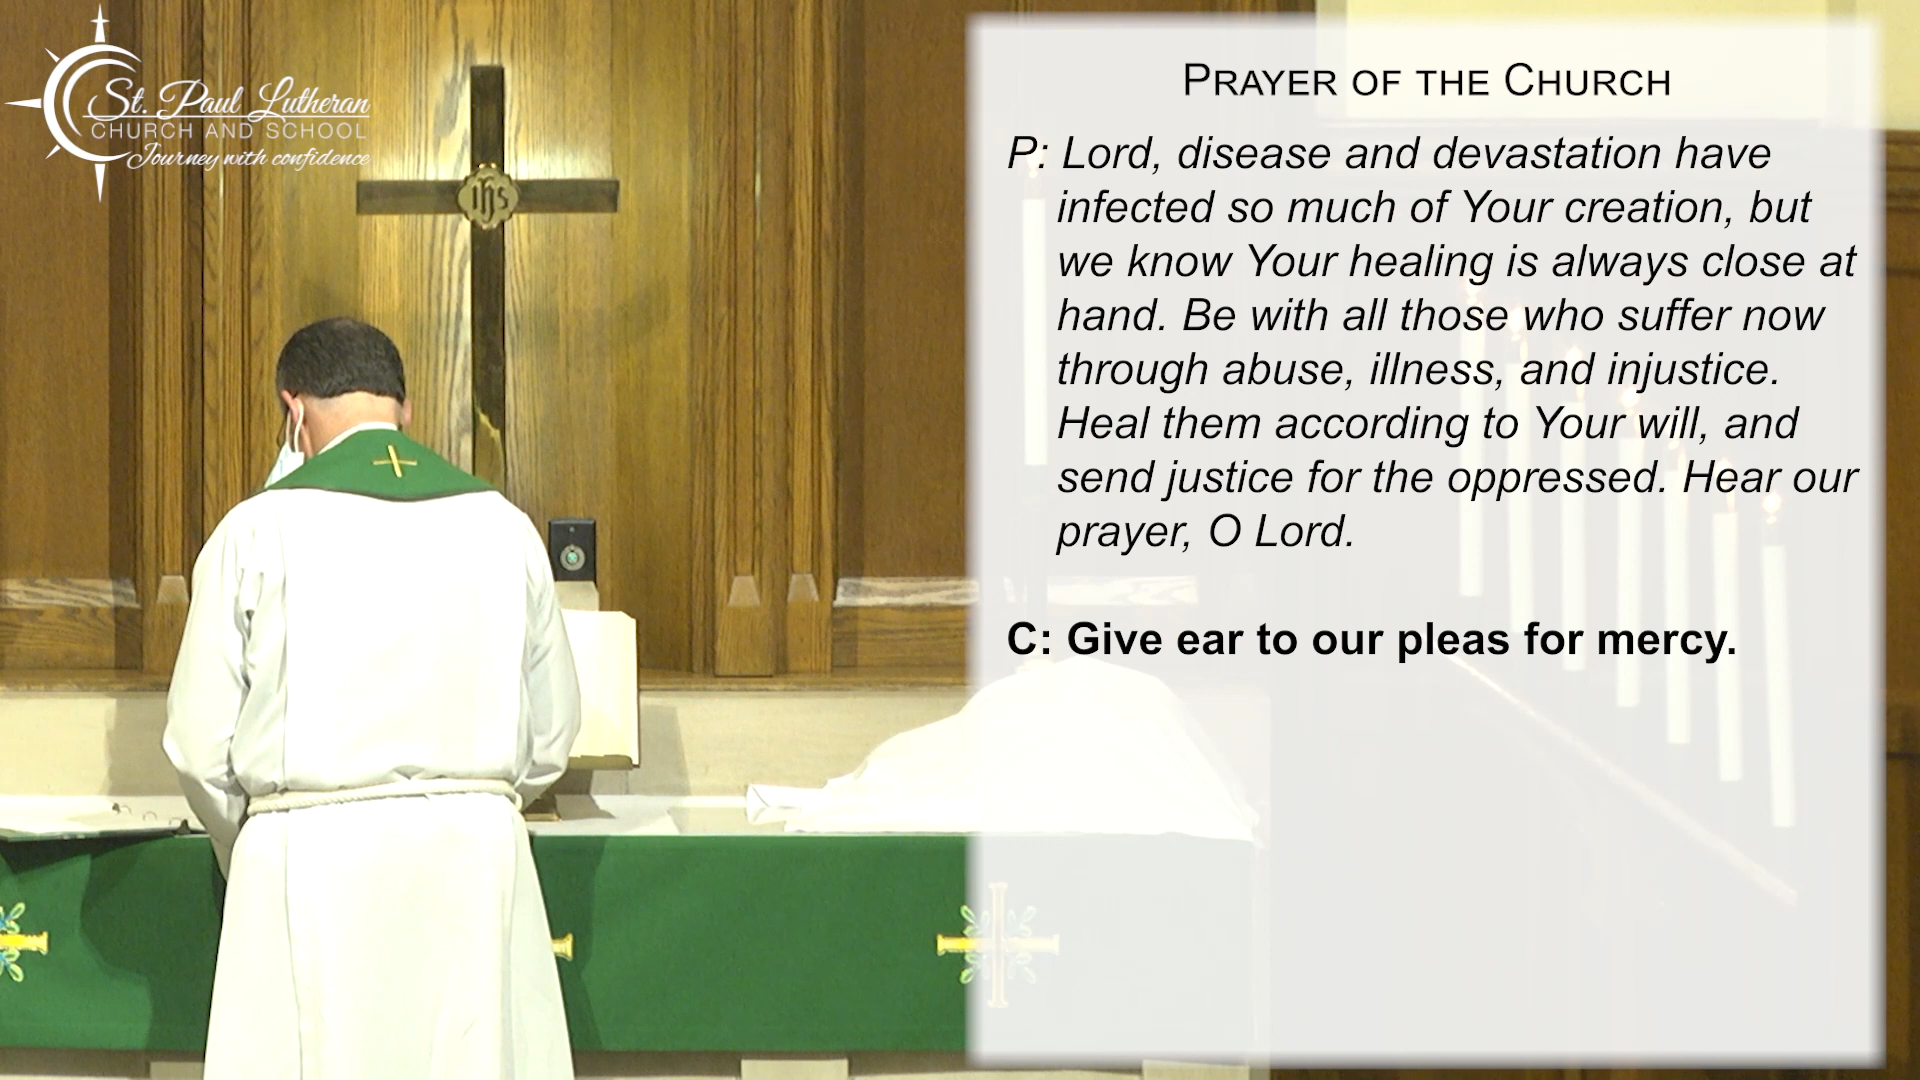 St. Paul Lutheran
CHURCH AND SCHOOL
Journey with confidence
IHS
PRAYER OF THE CHURCH
P: Lord, disease and devastation have
infected so much of Your creation, but
we know Your healing is always close at
hand. Be with all those who suffer now
through abuse, illness, and injustice.
Heal them according to Your will, and
send justice for the oppressed. Hear our
prayer, O Lord.
C: Give ear to our pleas for mercy.